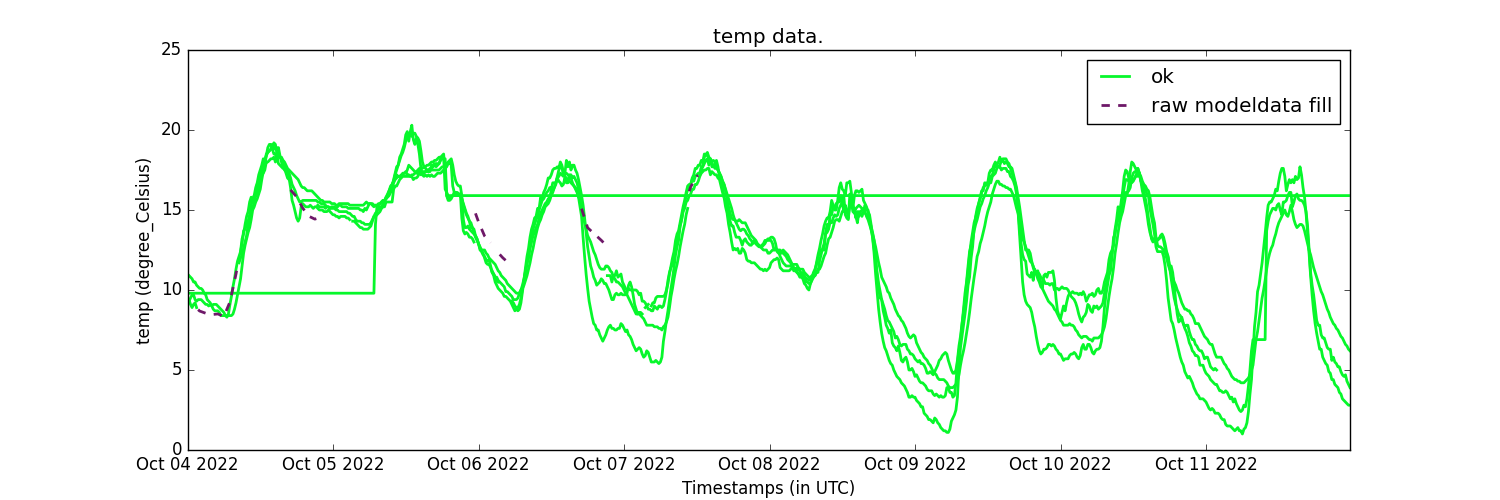 temp data.
ok
raw modeldata fill
temp (degree_Celsius)
25
20
15
10
5
0
Oct 04 2022
Oct 05 2022
Oct 06 2022
Oct 07 2022
Oct 08 2022
Oct 09 2022
Oct 10 2022
Oct 11 2022
Timestamps (in UTC)